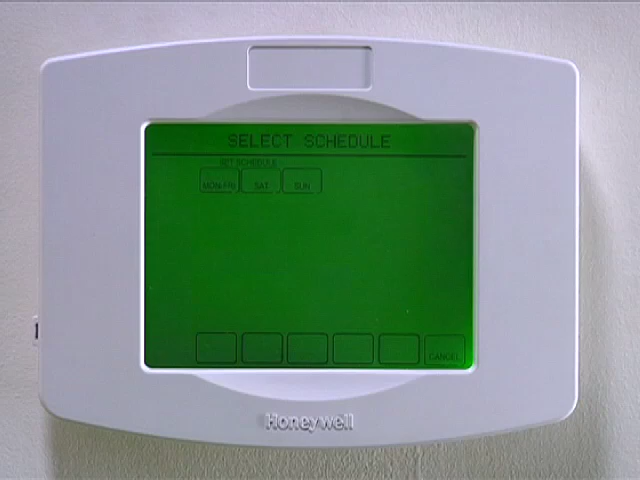 SELECT SCHEDULE
SET SCHEDULE
MON-FRI SAT SUN
CANCEL
Honeywell